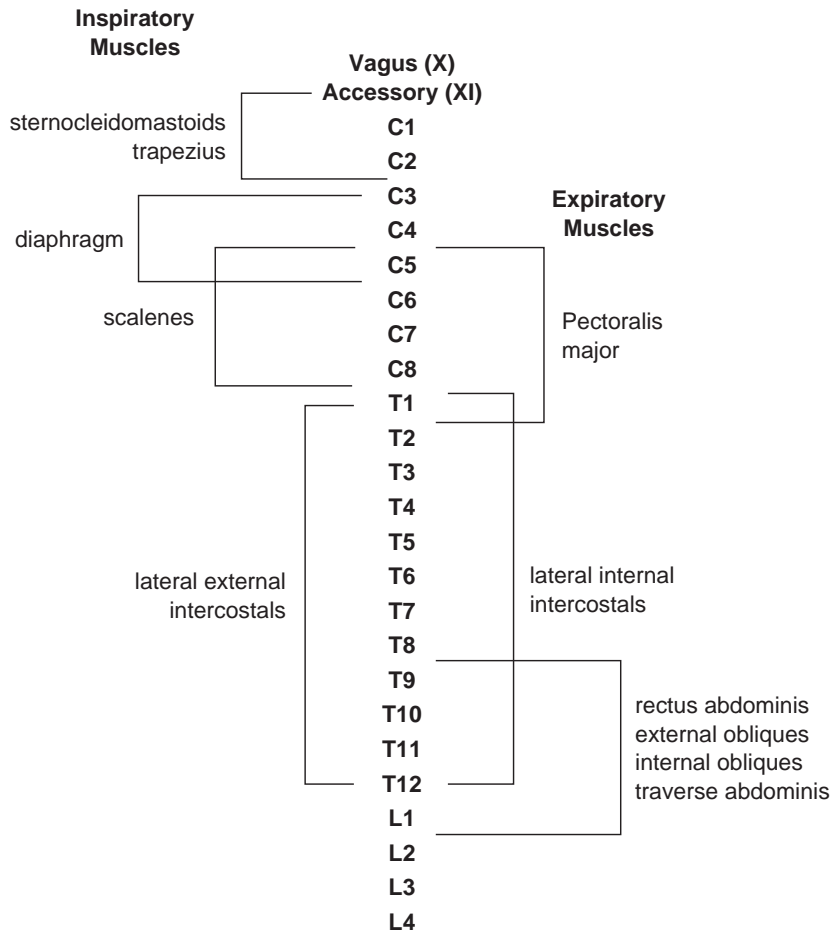 Inspiratory
Muscles
Vagus (X)
Accessory (XI)
sternocleidomastoids
trapezius
C1
C2
C3
Expiratory
Muscles
C4
diaphragm
C5
scalenes
C6
C7
Pectoralis
major
C8
T1
T2
T3
T4
T5
T6
lateral external
intercostals
lateral internal
intercostals
T7
T8
T9
T10
rectus abdominis
external obliques
internal obliques
traverse abdominis
T11
T12
L1
L2
L3
L4